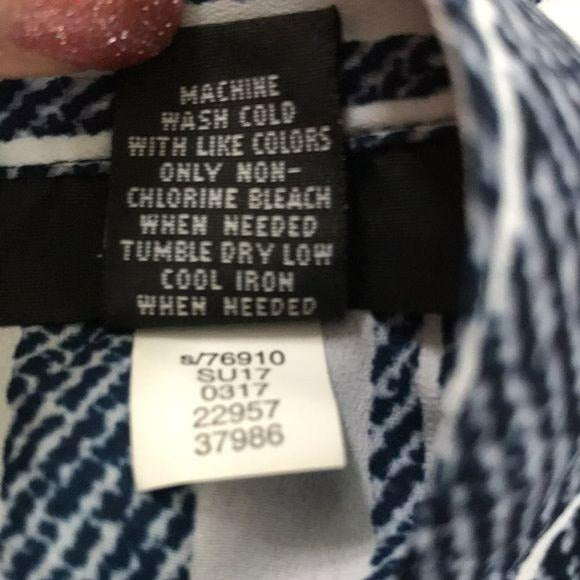 MACHINE
WASH COLD
WITH LIKE COLORS
ONLY NON-
CHLORINE BLEACH
WHEN NEEDED
TUMBLE DRY LOW
COOL IRON
WHEN NEEDED
s/76910
SU17
0317
22957
37986